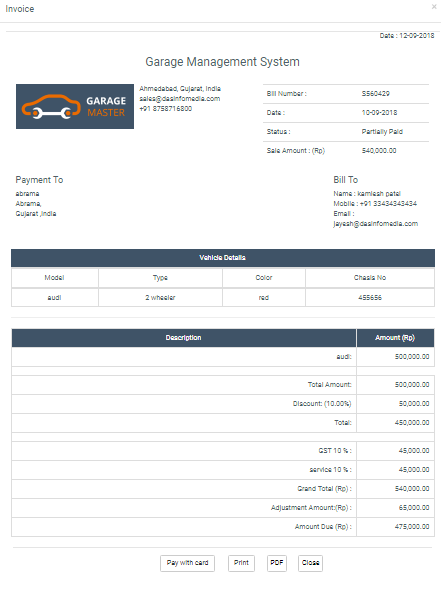 Invoice
×
Date : 12-09-2018
Garage Management System
GARAGE
MASTER
Ahmedabad, Gujarat, India
sales@dasinfomedia.com
+91 8758716800
Bill Number : S560429
Date : 10-09-2018
Status : Partially Paid
Sale Amount : (Rp) 540,000.00
Payment To
abrama
Abrama,
Gujarat ,India
Bill To
Name : kamlesh patel
Mobile : +91 33434343434
Email :
jayesh@dasinfomedia.com
Vehicle Details
Model Type Color Chasis No
audi 2 wheeler red 455656
Description Amount (Rp)
audi: 500,000.00
Total Amount: 500,000.00
Discount: (10.00%) 50,000.00
Total: 450,000.00
GST 10 % : 45,000.00
service 10 % : 45,000.00
Grand Total (Rp) : 540,000.00
Adjustment Amount:(Rp) : 65,000.00
Amount Due (Rp) : 475,000.00
Pay with card Print PDF Close